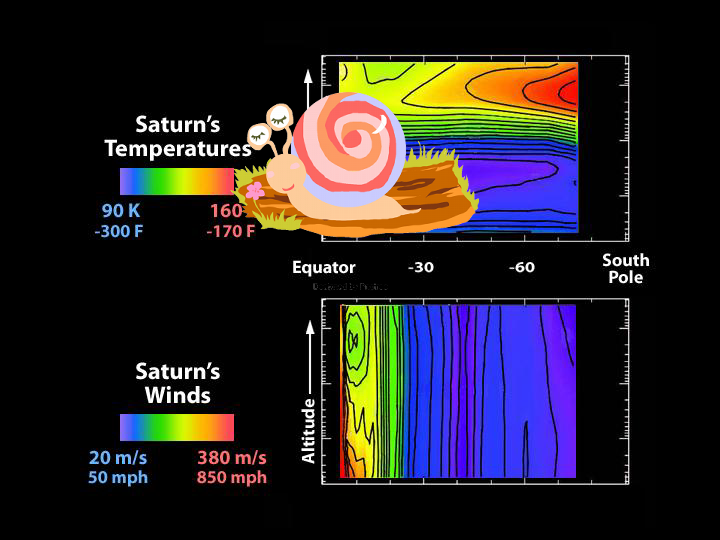 Saturn's
Temperatures
90 K 160
-300 F -170 F
Equator -30 -60 South
Pole
Saturn's
Winds
20 m/s 380 m/s
50 mph 850 mph
Altitude